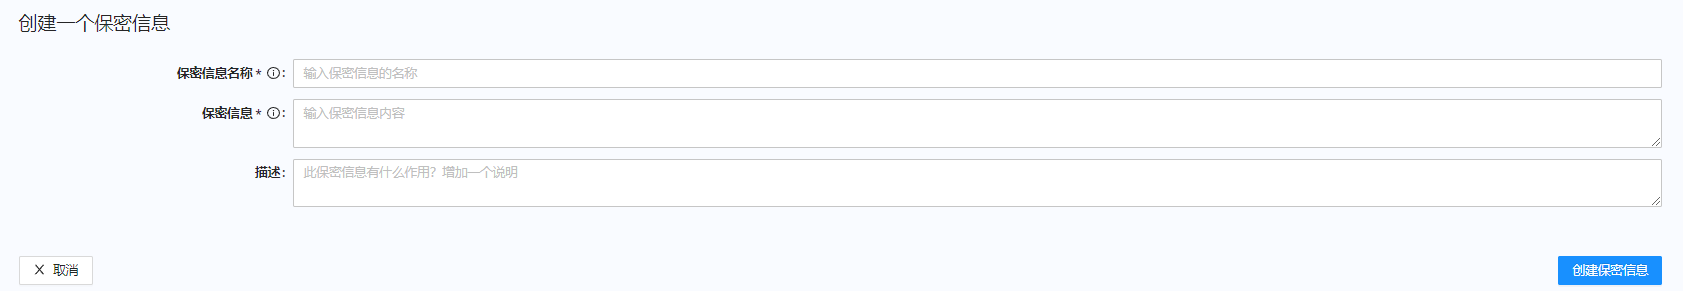 创建一个保密信息
保密信息名称 * ⓘ: 输入保密信息的名称
保密信息 * ⓘ: 输入保密信息内容
描述: 此保密信息有什么作用？增加一个说明
取消 创建保密信息